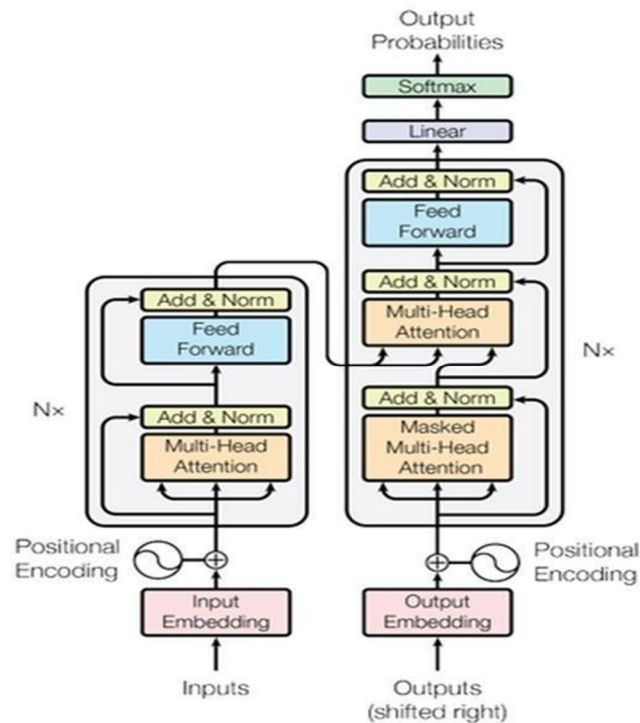 Output
Probabilities
Softmax
Linear
Add & Norm
Feed
Forward
Add & Norm
Multi-Head
Attention
Nx
Add & Norm
Masked
Multi-Head
Attention
Add & Norm
Feed
Forward
Nx
Add & Norm
Multi-Head
Attention
Positional
Encoding
Positional
Encoding
Input
Embedding
Output
Embedding
Inputs
Outputs
(shifted right)